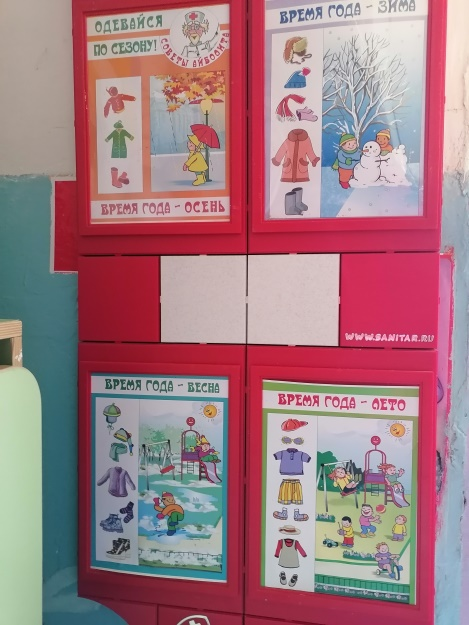 ОДЕВАЙСЯ
ПО СЕЗОНУ!
СОВЕТЫ АЙБОЛИТА
ВРЕМЯ ГОДА - ОСЕНЬ
ВРЕМЯ ГОДА - ЗИМА
WWW.SANITAR.RU
ВРЕМЯ ГОДА - ВЕСНА
ВРЕМЯ ГОДА - ЛЕТО